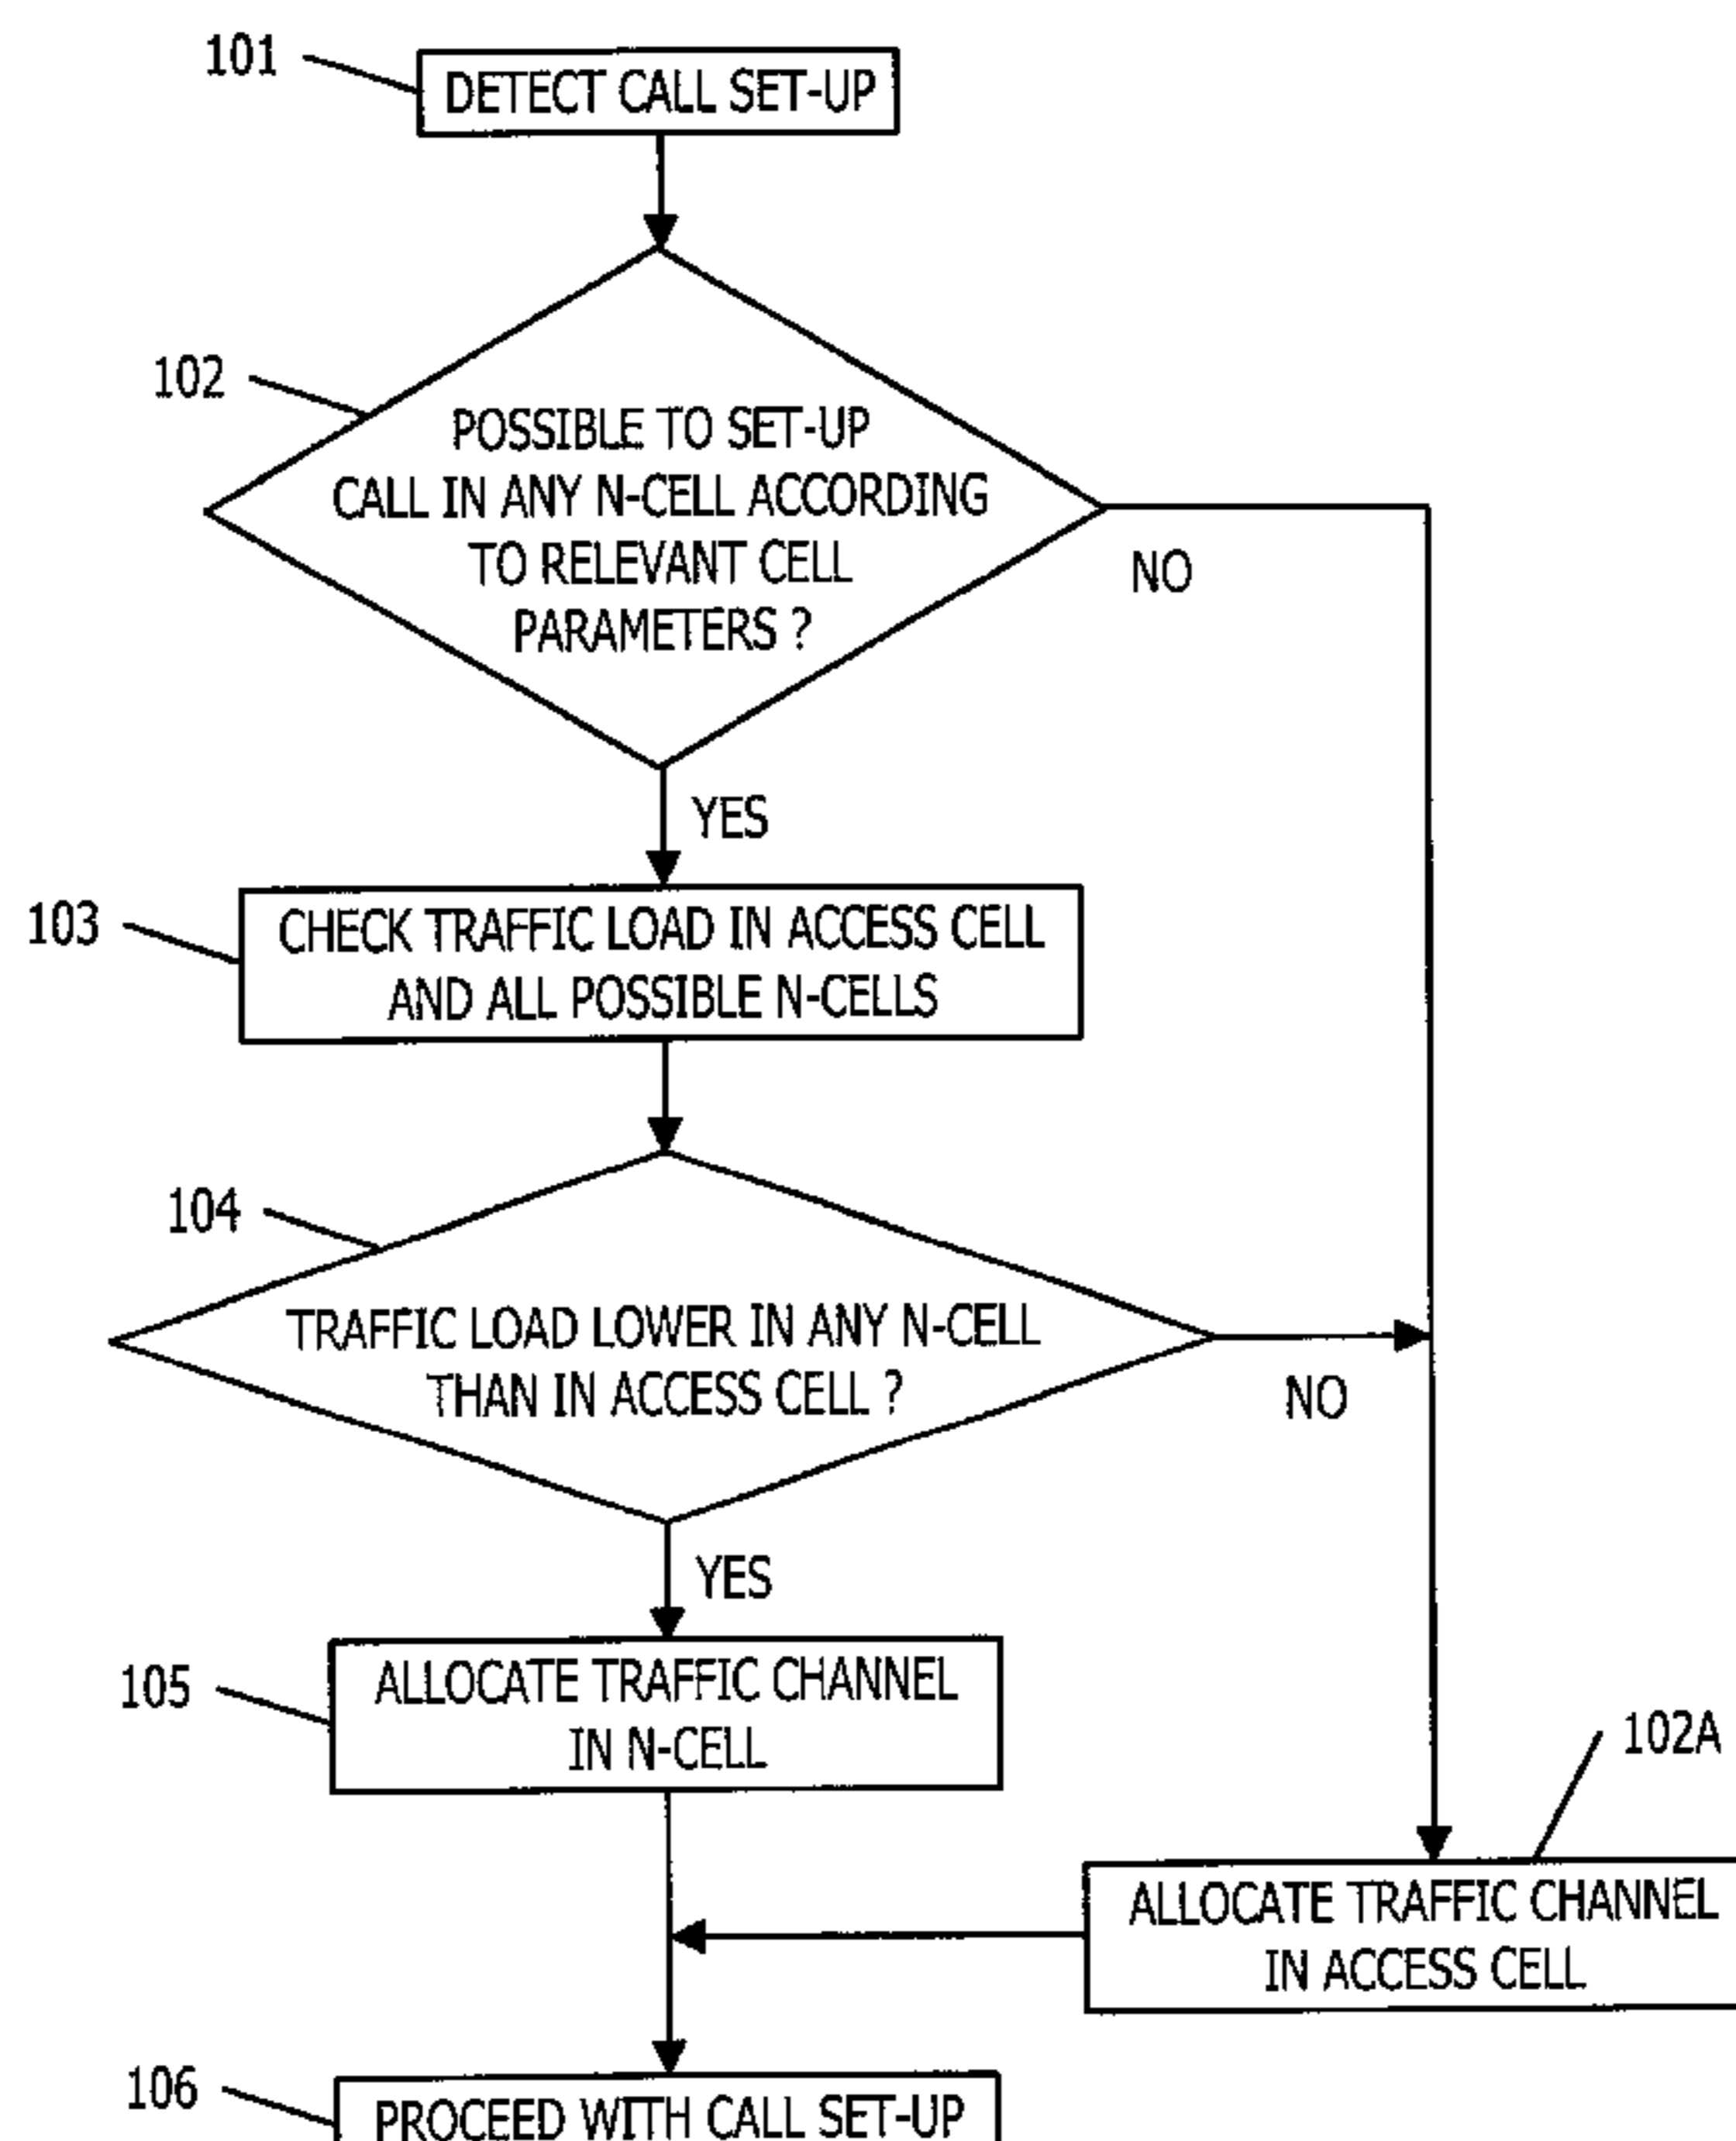 101
DETECT CALL SET-UP
102
POSSIBLE TO SET-UP
CALL IN ANY N-CELL ACCORDING
TO RELEVANT CELL
PARAMETERS ?
NO
YES
103
CHECK TRAFFIC LOAD IN ACCESS CELL
AND ALL POSSIBLE N-CELLS
104
TRAFFIC LOAD LOWER IN ANY N-CELL
THAN IN ACCESS CELL ?
NO
YES
105
ALLOCATE TRAFFIC CHANNEL
IN N-CELL
102A
ALLOCATE TRAFFIC CHANNEL
IN ACCESS CELL
106
PROCEED WITH CALL SET-UP